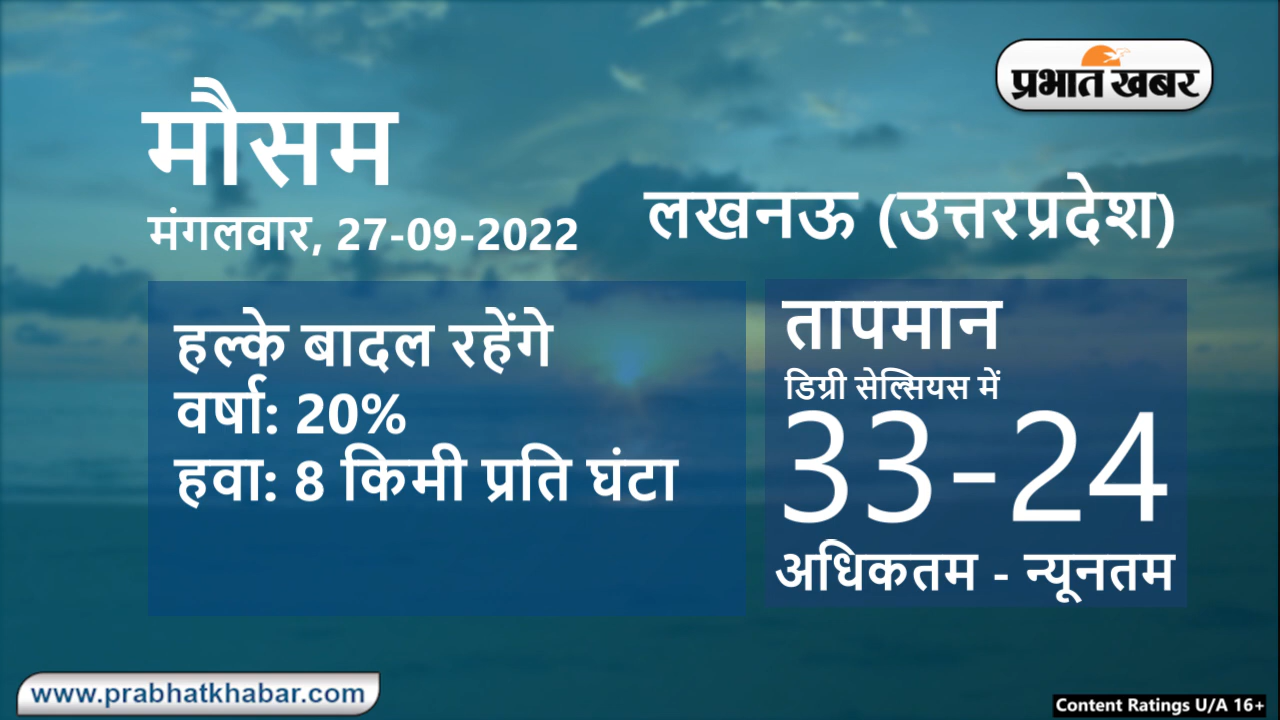 प्रभात खबर
मौसम
मंगलवार, 27-09-2022
लखनऊ (उत्तरप्रदेश)
हल्के बादल रहेंगे
वर्षा: 20%
हवा: 8 किमी प्रति घंटा
तापमान
डिग्री सेल्सियस में
33-24
अधिकतम - न्यूनतम
www.prabhatkhabar.com
Content Ratings U/A 16+